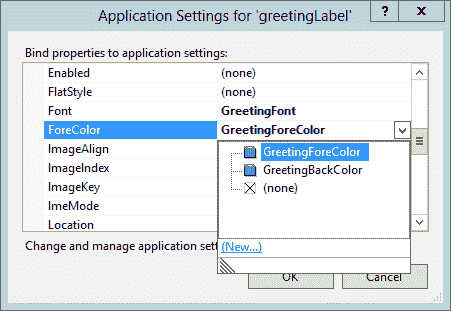 Application Settings for 'greetingLabel'
? x
Bind properties to application settings:
Enabled (none)
FlatStyle (none)
Font GreetingFont
ForeColor GreetingForeColor
ImageAlign GreetingForeColor
ImageIndex GreetingBackColor
ImageKey (none)
ImeMode
Location
(New...)
Change and manage application sett
OK Cancel